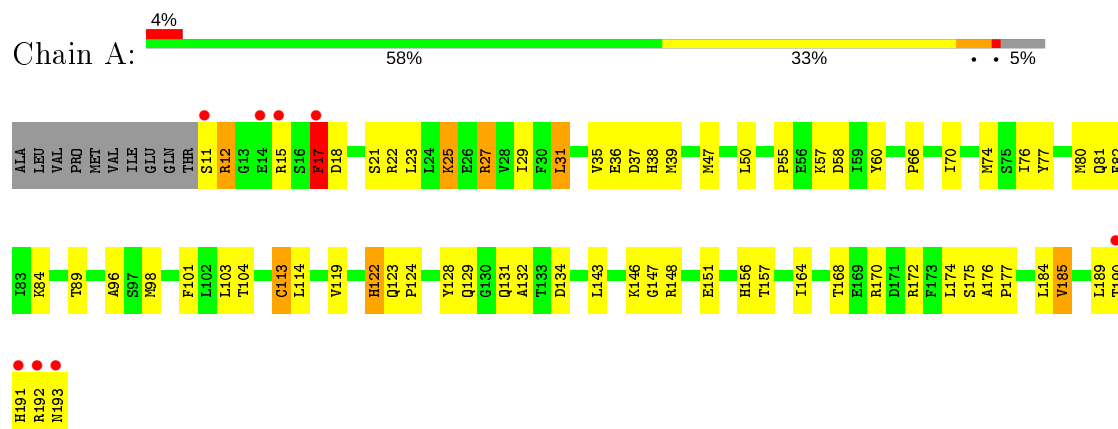 4%
Chain A:
58% 33% • • 5%
ALA LEU VAL PRO MET VAL ILE GLU GLN THR S11 R12 G13 E14 R15 S16 F17 D18 S21 R22 L23 L24 K25 E26 R27 V28 I29 F30 L31 V35 E36 D37 H38 M39 M47 L50 P55 E56 K57 D58 I59 Y60 P66 I70 M74 S75 I76 Y77 M80 Q81
I83 K84 T89 A96 S97 M98 F101 L102 L103 T104 C113 L114 V119 H122 Q123 P124 Y128 Q129 G130 Q131 A132 T133 D134 L143 K146 G147 R148 E151 H156 T157 I164 T168 E169 R170 D171 R172 F173 L174 S175 A176 P177 L184 V185 L189 T190
H191 R192 N193